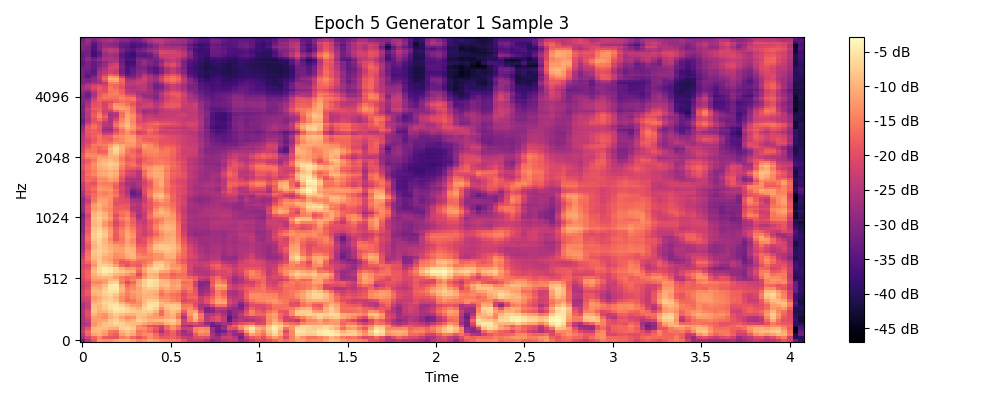 Epoch 5 Generator 1 Sample 3
Hz
4096
2048
1024
512
0
0 0.5 1 1.5 2 2.5 3 3.5 4
Time
-5 dB
-10 dB
-15 dB
-20 dB
-25 dB
-30 dB
-35 dB
-40 dB
-45 dB